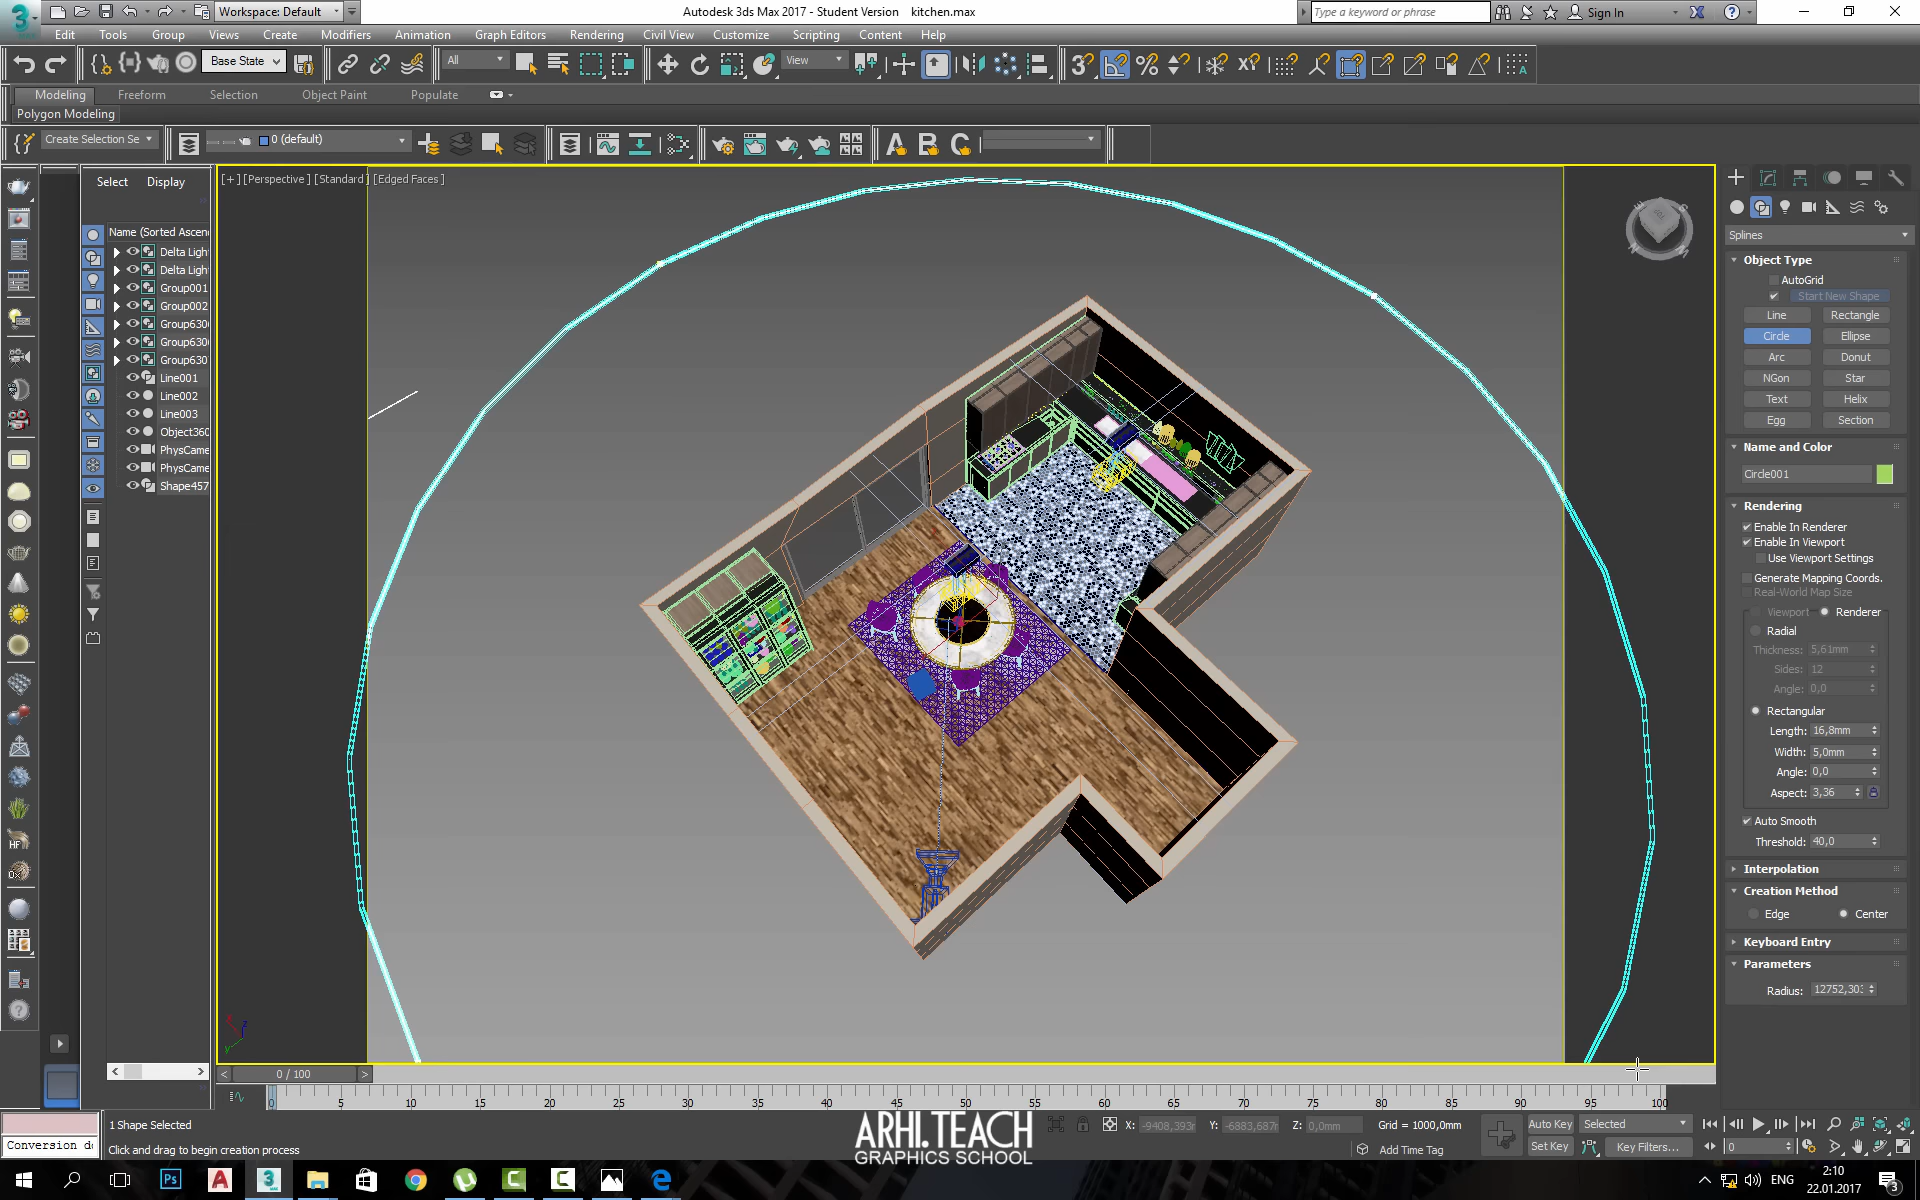 Workspace: Default
Autodesk 3ds Max 2017 - Student Version kitchen.max
Type a keyword or phrase
Sign In
Edit Tools Group Views Create Modifiers Animation Graph Editors Rendering Civil View Customize Scripting Content Help
Base State
All
View
Modeling Freeform Selection Object Paint Populate
Polygon Modeling
Create Selection Se
0 (default)
Select Display
[+] [Perspective] [Standard] [Edged Faces]
Name (Sorted Ascen
Delta Ligh
Delta Ligh
Group001
Group002
Group630
Group630
Group630
Line001
Line002
Line003
Object360
PhysCame
PhysCame
Shape457
Splines
Object Type
AutoGrid
Start New Shape
Line Rectangle
Circle Ellipse
Arc Donut
NGon Star
Text Helix
Egg Section
Name and Color
Circle001
Rendering
Enable In Renderer
Enable In Viewport
Use Viewport Settings
Generate Mapping Coords.
Real-World Map Size
Viewport Renderer
Radial
Thickness: 5,61mm
Sides: 12
Angle: 0,0
Rectangular
Length: 16,8mm
Width: 5,0mm
Angle: 0,0
Aspect: 3,36
Auto Smooth
Threshold: 40,0
Interpolation
Creation Method
Edge Center
Keyboard Entry
Parameters
Radius: 12752,303
0 / 100
0 5 10 15 20 25 30 35 40 45 50 55 60 65 70 75 80 85 90 95 100
1 Shape Selected
Click and drag to begin creation process
Conversion d
ARHI.TEACH
GRAPHICS SCHOOL
X: -9408,393r Y: -6883,687r Z: 0,0mm Grid = 1000,0mm
Add Time Tag
Auto Key Selected
Set Key Key Filters...
0
ENG
2:10
22.01.2017